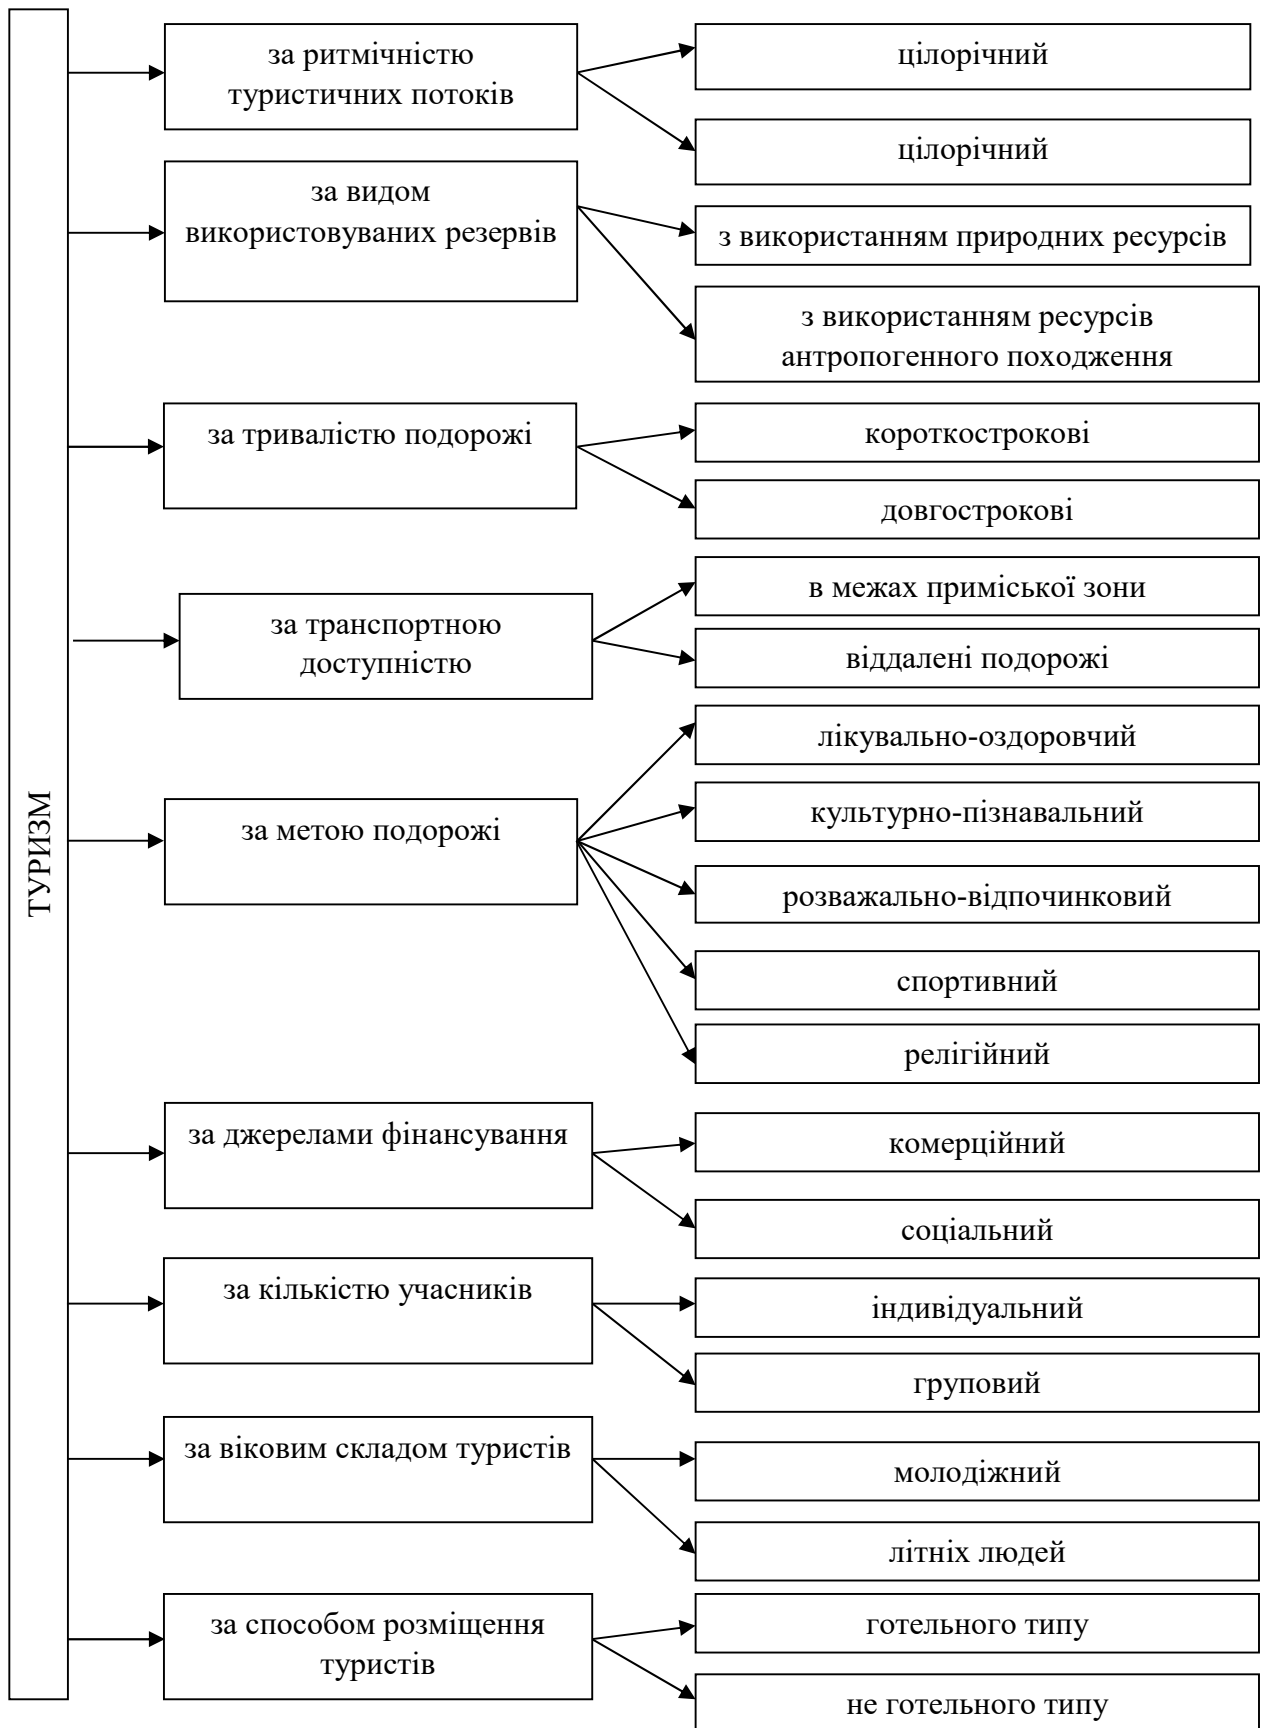 ТУРИЗМ
за ритмічністю
туристичних потоків
цілорічний
цілорічний
за видом
використовуваних резервів
з використанням природних ресурсів
з використанням ресурсів
антропогенного походження
за тривалістю подорожі
короткострокові
довгострокові
за транспортною
доступністю
в межах приміської зони
віддалені подорожі
за метою подорожі
лікувально-оздоровчий
культурно-пізнавальний
розважально-відпочинковий
спортивний
релігійний
за джерелами фінансування
комерційний
соціальний
за кількістю учасників
індивідуальний
груповий
за віковим складом туристів
молодіжний
літніх людей
за способом розміщення
туристів
готельного типу
не готельного типу